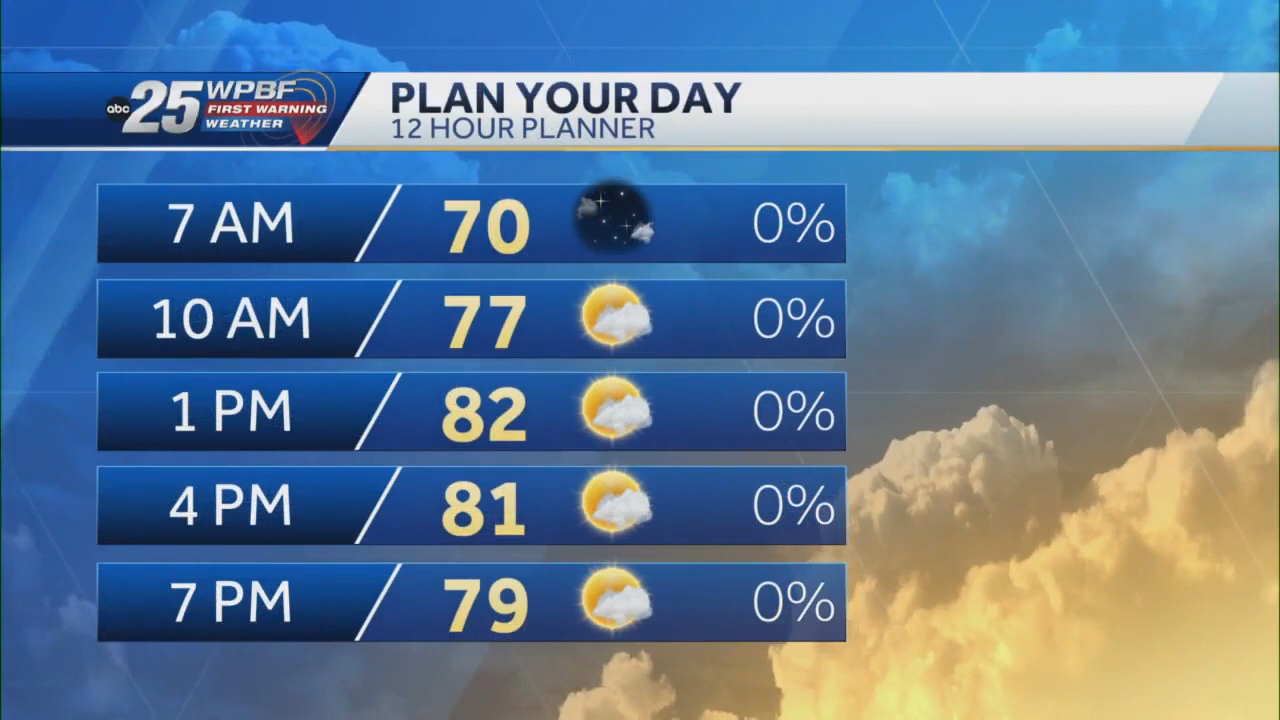 abc 25 WPBF
FIRST WARNING
WEATHER
PLAN YOUR DAY
12 HOUR PLANNER
7 AM 70 0%
10 AM 77 0%
1 PM 82 0%
4 PM 81 0%
7 PM 79 0%